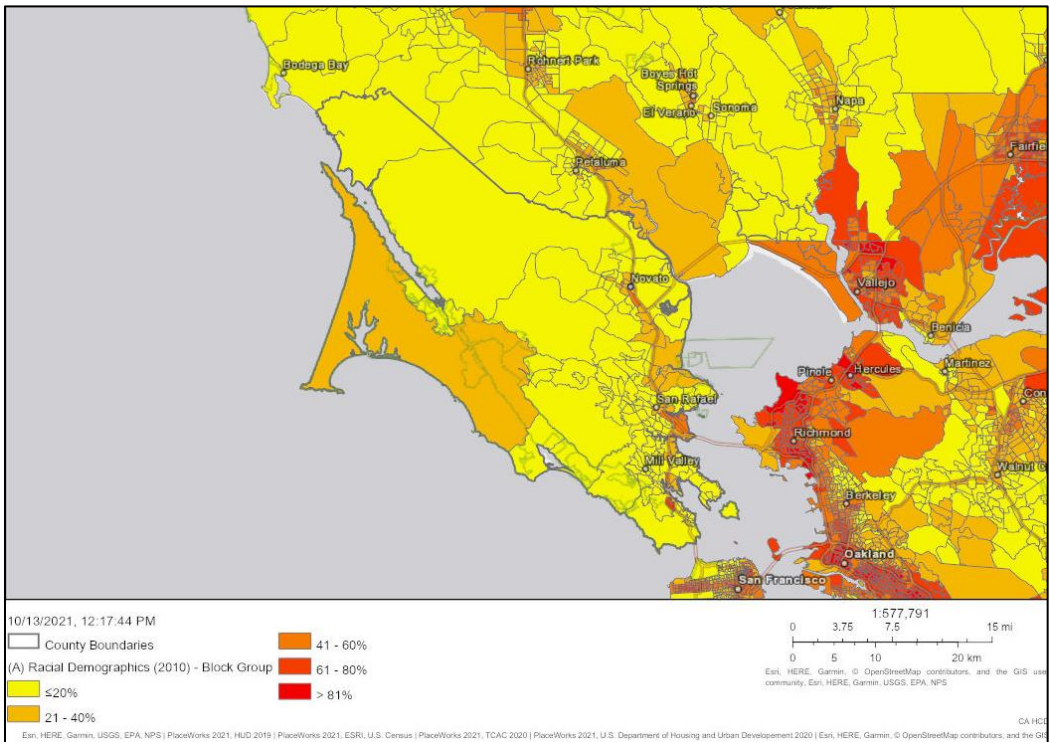 Bodega Bay
Rohnert Park
Boyes Hot
Springs
El Verano
Sonoma
Napa
Fairfiel
Petaluma
Novato
Vallejo
Benicia
Martinez
Pinole
Hercules
Con
San Rafael
Richmond
Mill Valley
Walnut C
Berkeley
Oakland
San Francisco
10/13/2021, 12:17:44 PM
County Boundaries
(A) Racial Demographics (2010) - Block Group
≤20%
21 - 40%
41 - 60%
61 - 80%
> 81%
1:577,791
0 3.75 7.5 15 mi
0 5 10 20 km
Esri, HERE, Garmin, © OpenStreetMap contributors, and the GIS use
community, Esri, HERE, Garmin, USGS, EPA, NPS
CA HCD
Esri, HERE, Garmin, USGS, EPA, NPS | PlaceWorks 2021, HUD 2019 | PlaceWorks 2021, ESRI, U.S. Census | PlaceWorks 2021, TCAC 2020 | PlaceWorks 2021, U.S. Department of Housing and Urban Developement 2020 | Esri, HERE, Garmin, © OpenStreetMap contributors, and the GIS